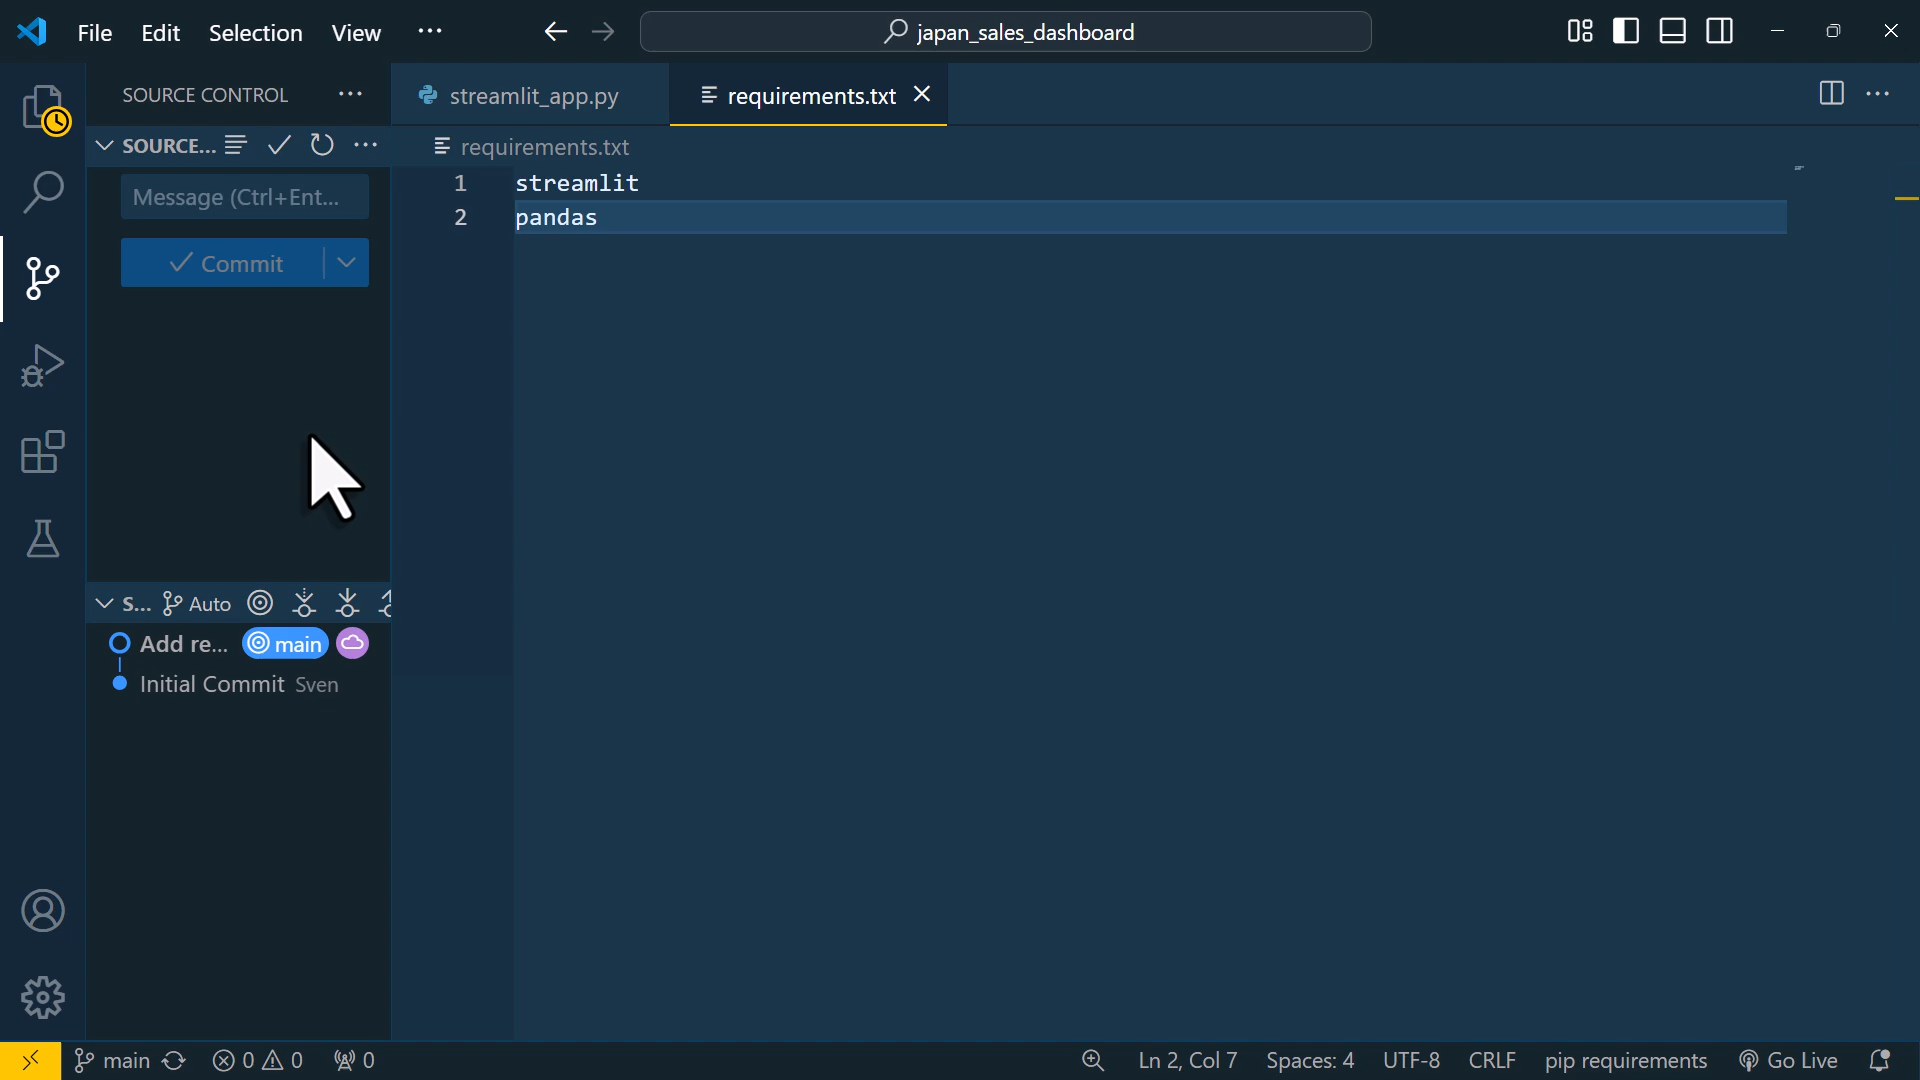 File Edit Selection View ···
japan_sales_dashboard
SOURCE CONTROL ···
streamlit_app.py
requirements.txt
SOURCE... ···
requirements.txt
Message (Ctrl+Ent...
Commit
1 streamlit
2 pandas
S... Auto
Add re... main
Initial Commit Sven
main 0 0 0
Ln 2, Col 7 Spaces: 4 UTF-8 CRLF pip requirements Go Live